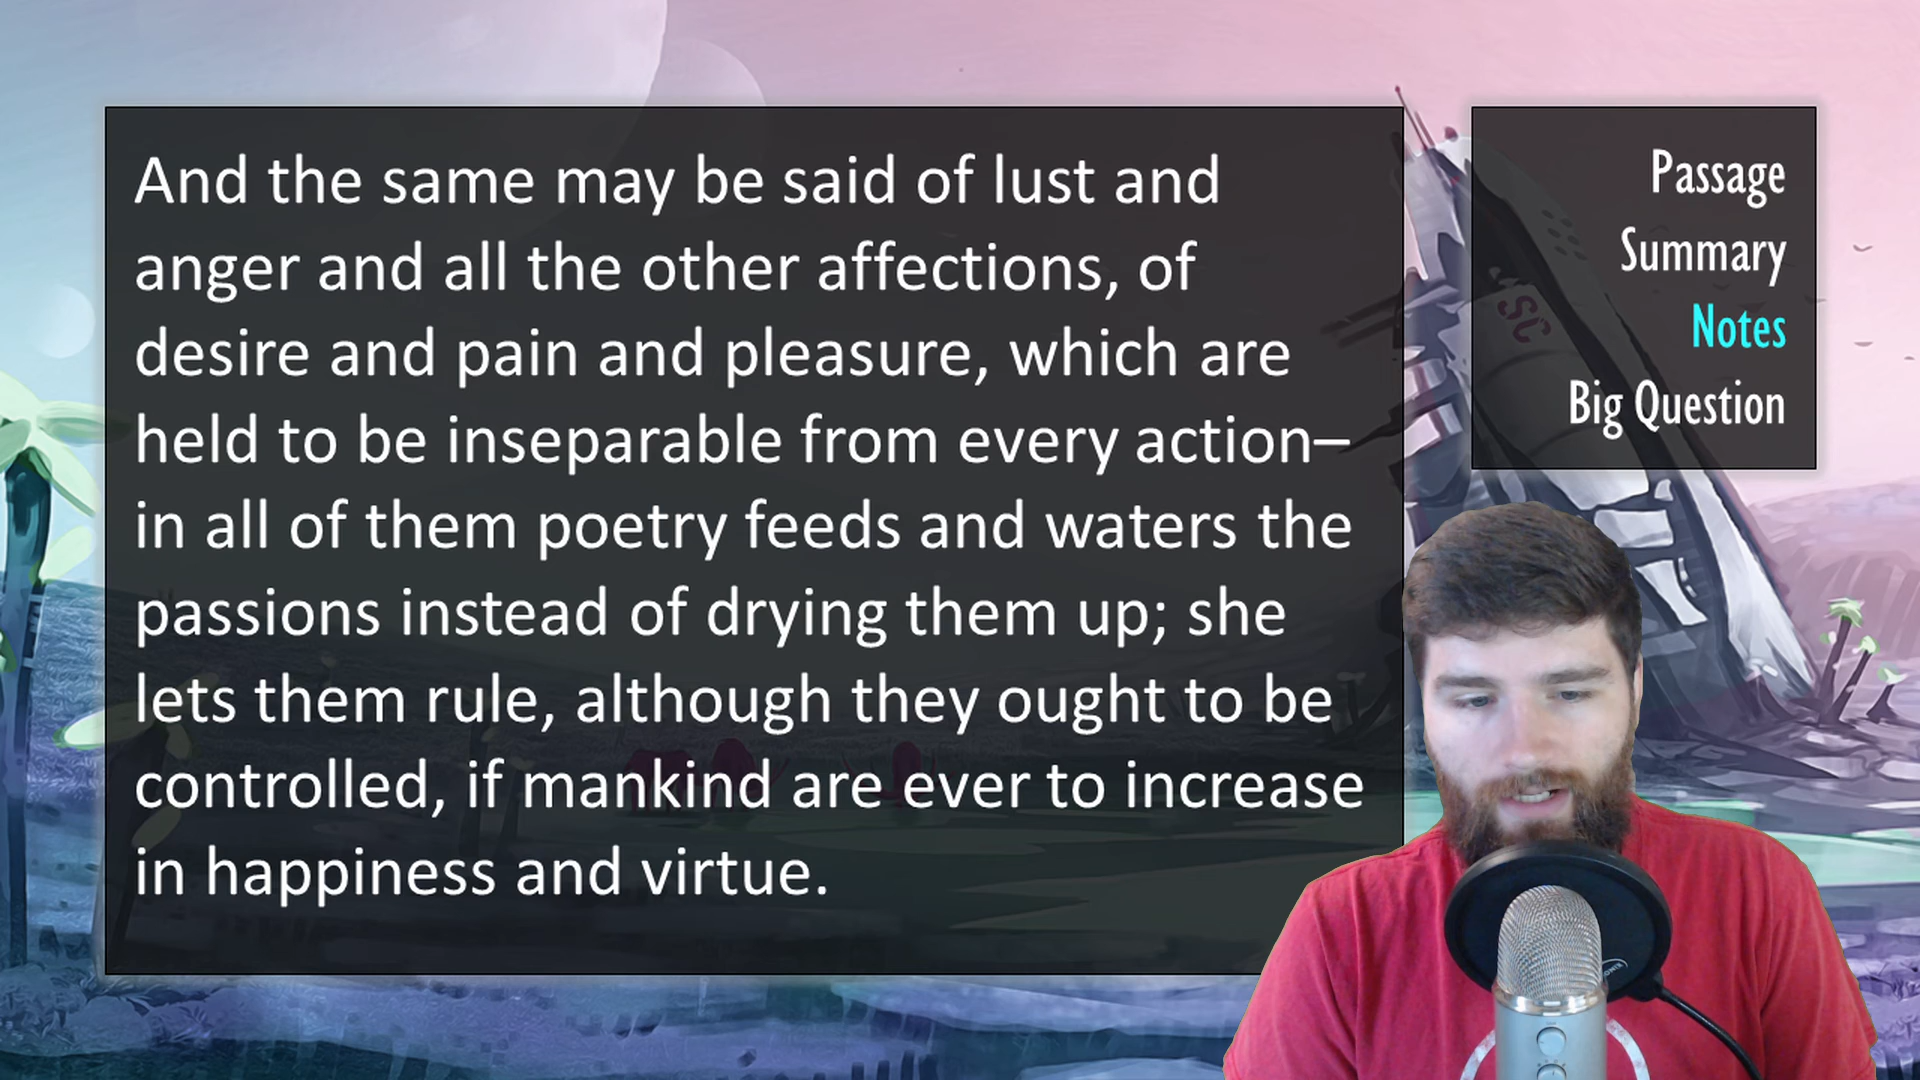 And the same may be said of lust and
anger and all the other affections, of
desire and pain and pleasure, which are
held to be inseparable from every action–
in all of them poetry feeds and waters the
passions instead of drying them up; she
lets them rule, although they ought to be
controlled, if mankind are ever to increase
in happiness and virtue.
Passage
Summary
Notes
Big Question
SC